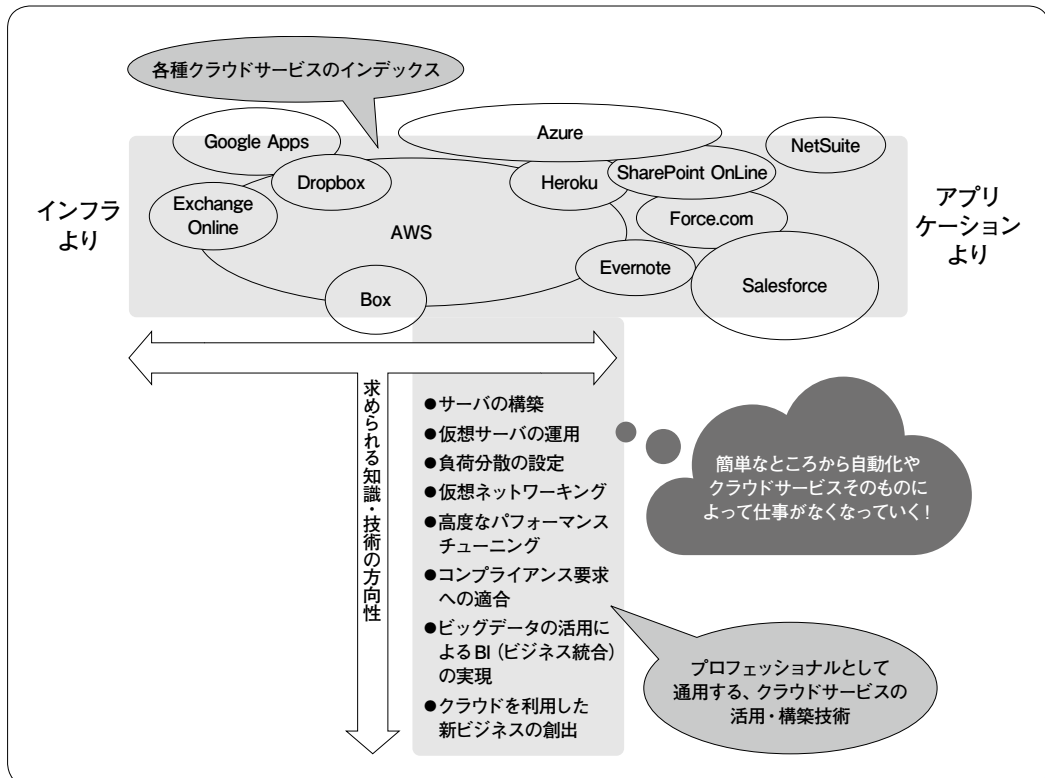 各種クラウドサービスのインデックス
Google Apps
Azure
NetSuite
Dropbox
Heroku
SharePoint OnLine
インフラ
より
Exchange
Online
AWS
Force.com
アプリ
ケーション
より
Evernote
Salesforce
Box
求められる知識・技術の方向性
●サーバの構築
●仮想サーバの運用
●負荷分散の設定
●仮想ネットワーキング
●高度なパフォーマンス
チューニング
●コンプライアンス要求
への適合
●ビッグデータの活用に
よるBI（ビジネス統合）
の実現
●クラウドを利用した
新ビジネスの創出
簡単なところから自動化や
クラウドサービスそのものに
よって仕事がなくなっていく！
プロフェッショナルとして
通用する、クラウドサービスの
活用・構築技術